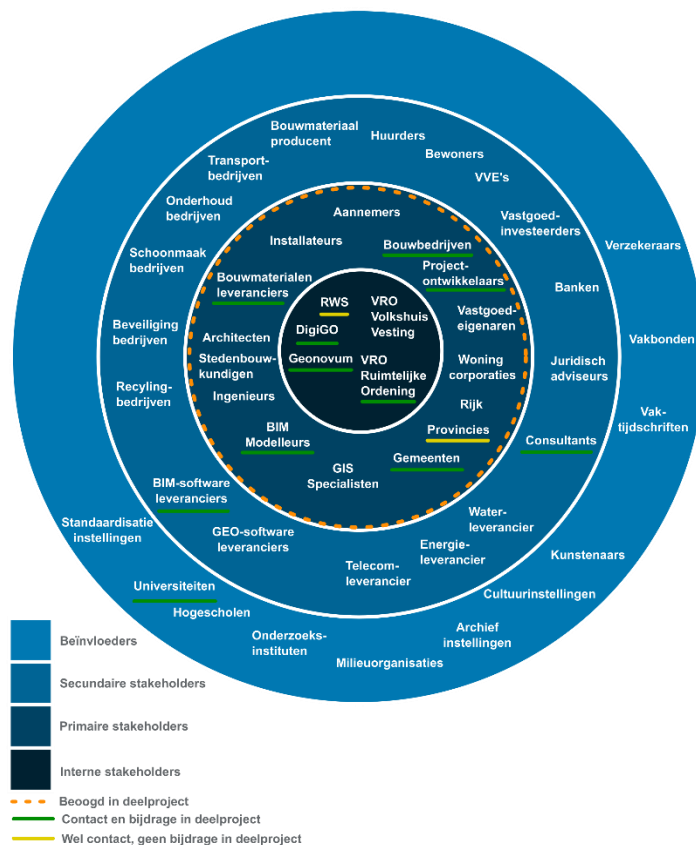 Bouwmateriaal
producent
Huurders
Bewoners
VVE's
Transport-
bedrijven
Onderhoud
bedrijven
Schoonmaak
bedrijven
Beveiliging
bedrijven
Recyling-
bedrijven
Vastgoed-
investeerders
Banken
Juridisch
adviseurs
Consultants
Verzekeraars
Vakbonden
Vak-
tijdschriften
Aannemers
Installateurs
Bouwbedrijven
Project-
ontwikkelaars
Bouwmaterialen
leveranciers
Vastgoed-
eigenaren
Architecten
Stedenbouw-
kundigen
Ingenieurs
Woning
corporaties
Rijk
Provincies
Gemeenten
BIM
Modelleurs
GIS
Specialisten
RWS
DigiGO
Geonovum
VRO
Volkshuis
Vesting
VRO
Ruimtelijke
Ordening
BIM-software
leveranciers
GEO-software
leveranciers
Telecom-
leverancier
Energie-
leverancier
Water-
leverancier
Standaardisatie
instellingen
Universiteiten
Hogescholen
Onderzoeks-
instituten
Milieuorganisaties
Archief
instellingen
Cultuurinstellingen
Kunstenaars
Beïnvloeders
Secundaire stakeholders
Primaire stakeholders
Interne stakeholders
Beoogd in deelproject
Contact en bijdrage in deelproject
Wel contact, geen bijdrage in deelproject